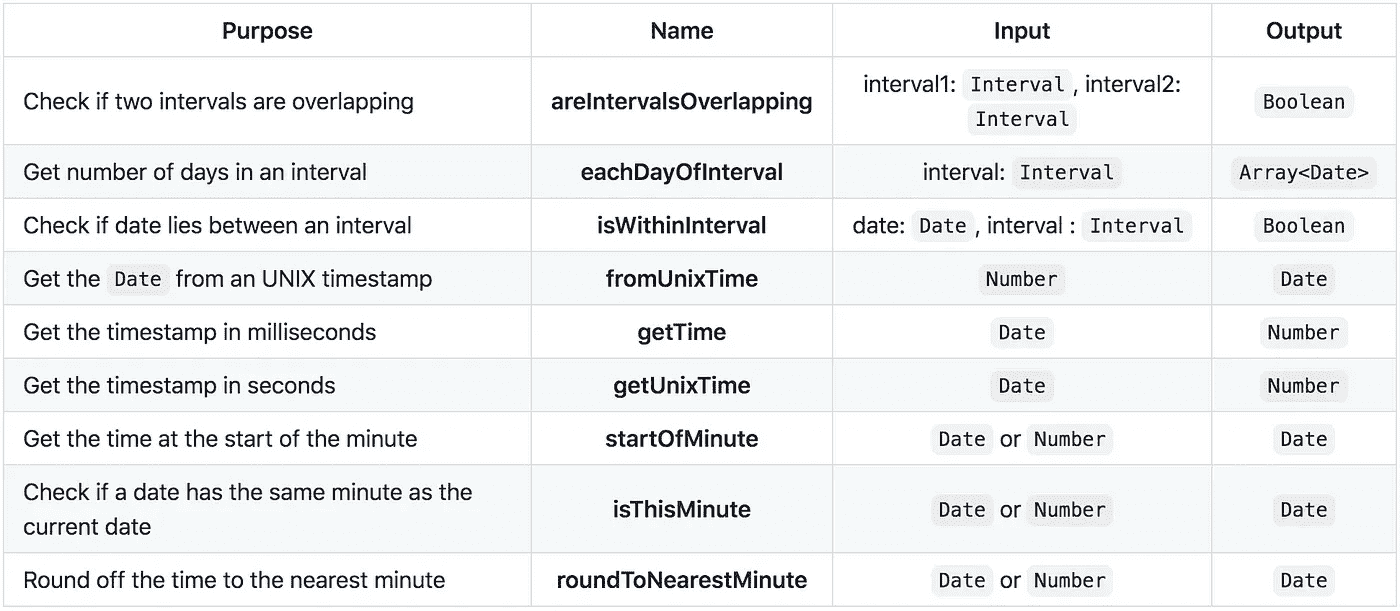 Purpose Name Input Output
Check if two intervals are overlapping areIntervalsOverlapping interval1: Interval , interval2: Interval Boolean
Get number of days in an interval eachDayOfInterval interval: Interval Array<Date>
Check if date lies between an interval isWithinInterval date: Date , interval : Interval Boolean
Get the Date from an UNIX timestamp fromUnixTime Number Date
Get the timestamp in milliseconds getTime Date Number
Get the timestamp in seconds getUnixTime Date Number
Get the time at the start of the minute startOfMinute Date or Number Date
Check if a date has the same minute as the current date isThisMinute Date or Number Date
Round off the time to the nearest minute roundToNearestMinute Date or Number Date